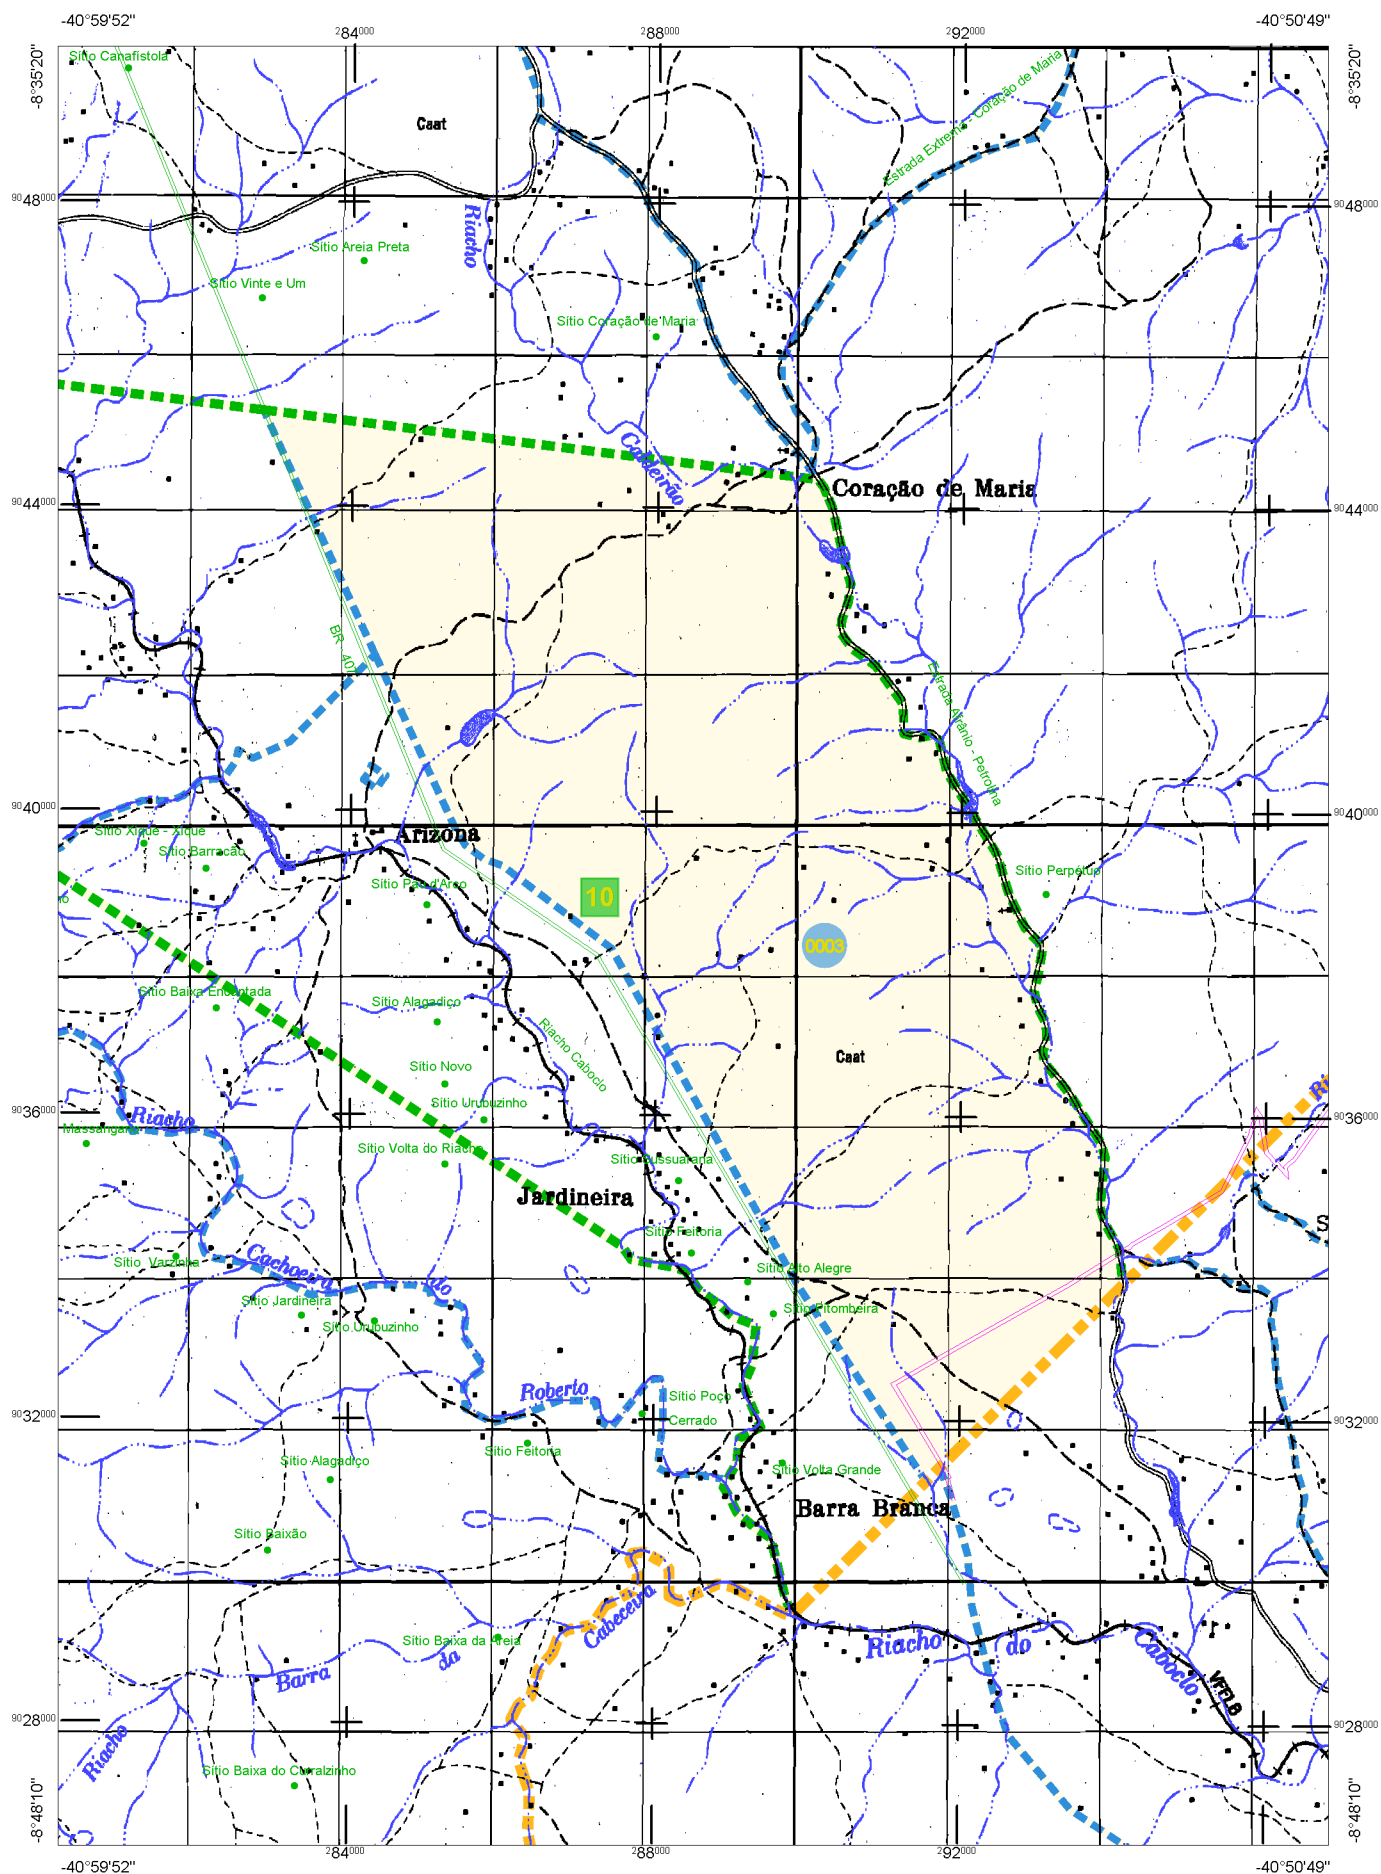 -40°59'52"
-40°50'49"
284000
288000
292000
-8°35'20"
-8°35'20"
Sítio Canafistola
Caat
Estrada Extrema - Coração de Maria
9048000
9048000
Riacho
Sítio Areia Preta
Sítio Vinte e Um
Sítio Coração de Maria
Caldeirão
Coração de Maria
9044000
9044000
BR - 407
Estrada Afrânio - Petrolina
9040000
9040000
Sítio Xique - Xique
Arizona
Sítio Barracão
Sítio Pau d'Arco
Sítio Perpétuo
10
0003
Sítio Baixa Encantada
Sítio Alagadiço
Riacho Caboclo
Caat
Sítio Novo
Sítio Urubuzinho
9036000
9036000
Riacho
Massangano
Sítio Volta do Riacho
Sítio Sussuarana
Jardineira
S
Sítio Feitoria
Sítio Varzinha
Cachoeira
do
Sítio Alto Alegre
Sítio Jardineira
Sítio Pitombeira
Sítio Urubuzinho
Roberto
Sítio Poço
Cerrado
9032000
9032000
Sítio Feitoria
Sítio Alagadiço
Sítio Volta Grande
Barra Branca
Sítio Baixão
Cabeceira
Sítio Baixa da Areia
da
Barra
Riacho
do
Caboclo
VFFLB
Riacho
9028000
9028000
Sítio Baixa do Curralzinho
-8°48'10"
-8°48'10"
284000
288000
292000
-40°59'52"
-40°50'49"